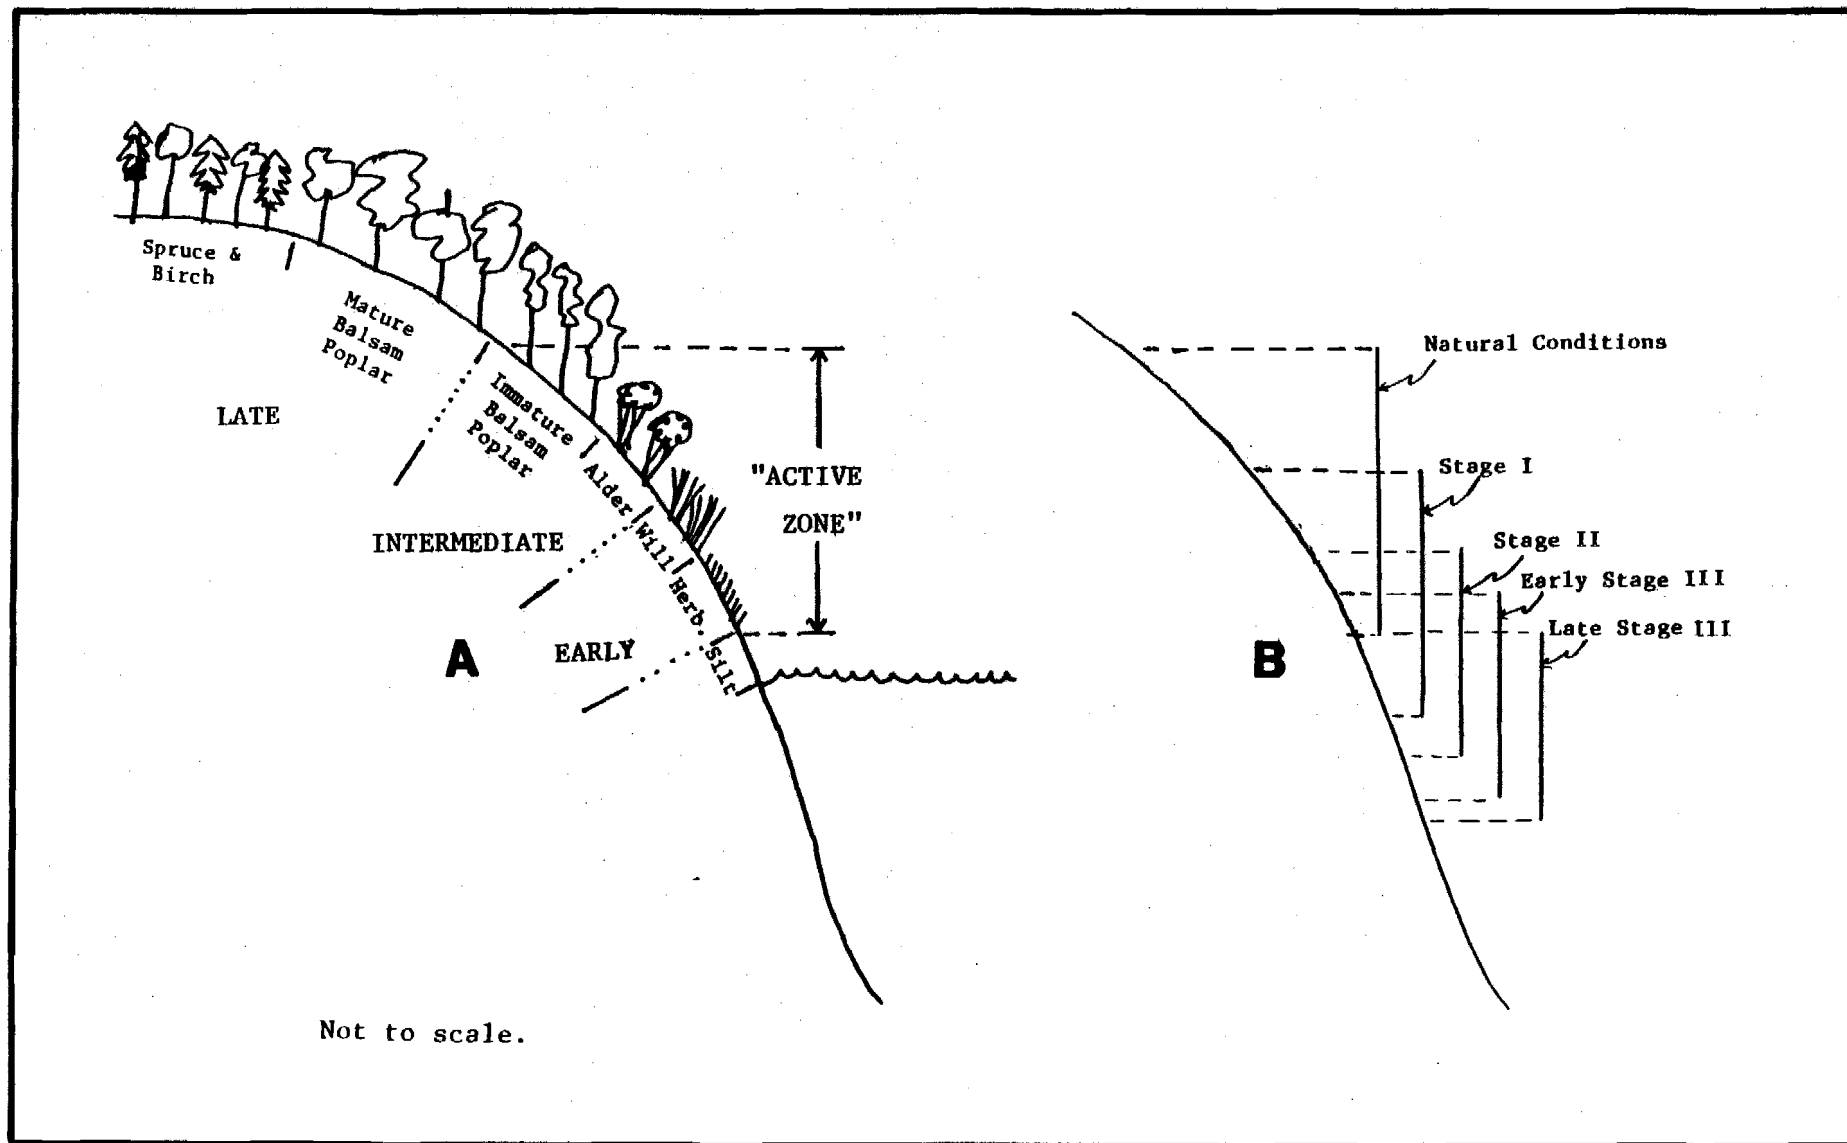 Spruce &
Birch
Mature
Balsam
Poplar
LATE
Immature
Balsam
Poplar
Alder
Will
Herb.
Silt
INTERMEDIATE
EARLY
"ACTIVE
ZONE"
A
Not to scale.
Natural Conditions
Stage I
Stage II
Early Stage III
Late Stage III
B